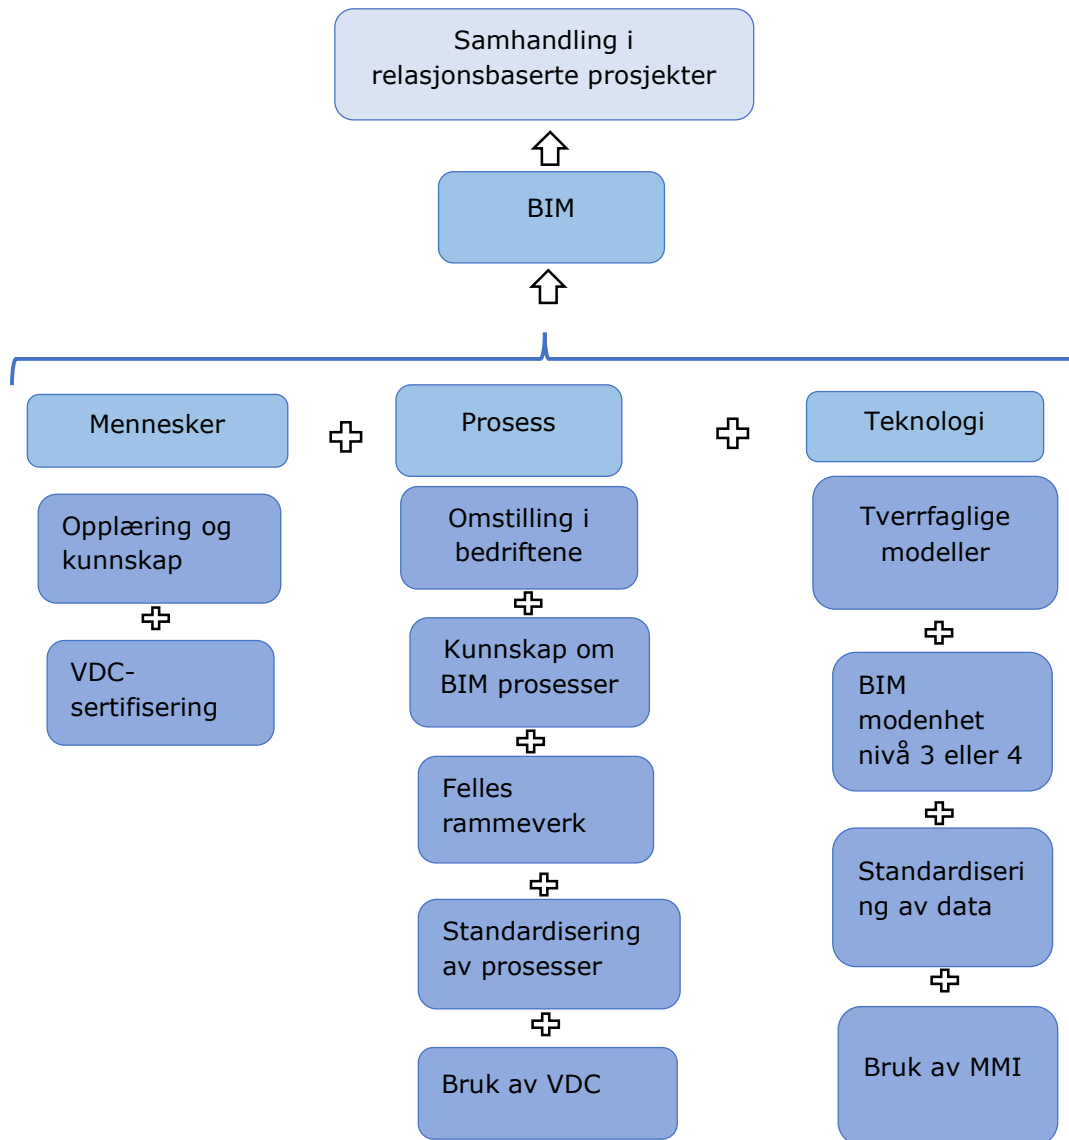 Samhandling i
relasjonsbaserte prosjekter
BIM
Mennesker
Prosess
Teknologi
Opplæring og
kunnskap
VDC-
sertifisering
Omstilling i
bedriftene
Kunnskap om
BIM prosesser
Felles
rammeverk
Standardisering
av prosesser
Bruk av VDC
Tverrfaglige
modeller
BIM
modenhet
nivå 3 eller 4
Standardiseri
ng av data
Bruk av MMI